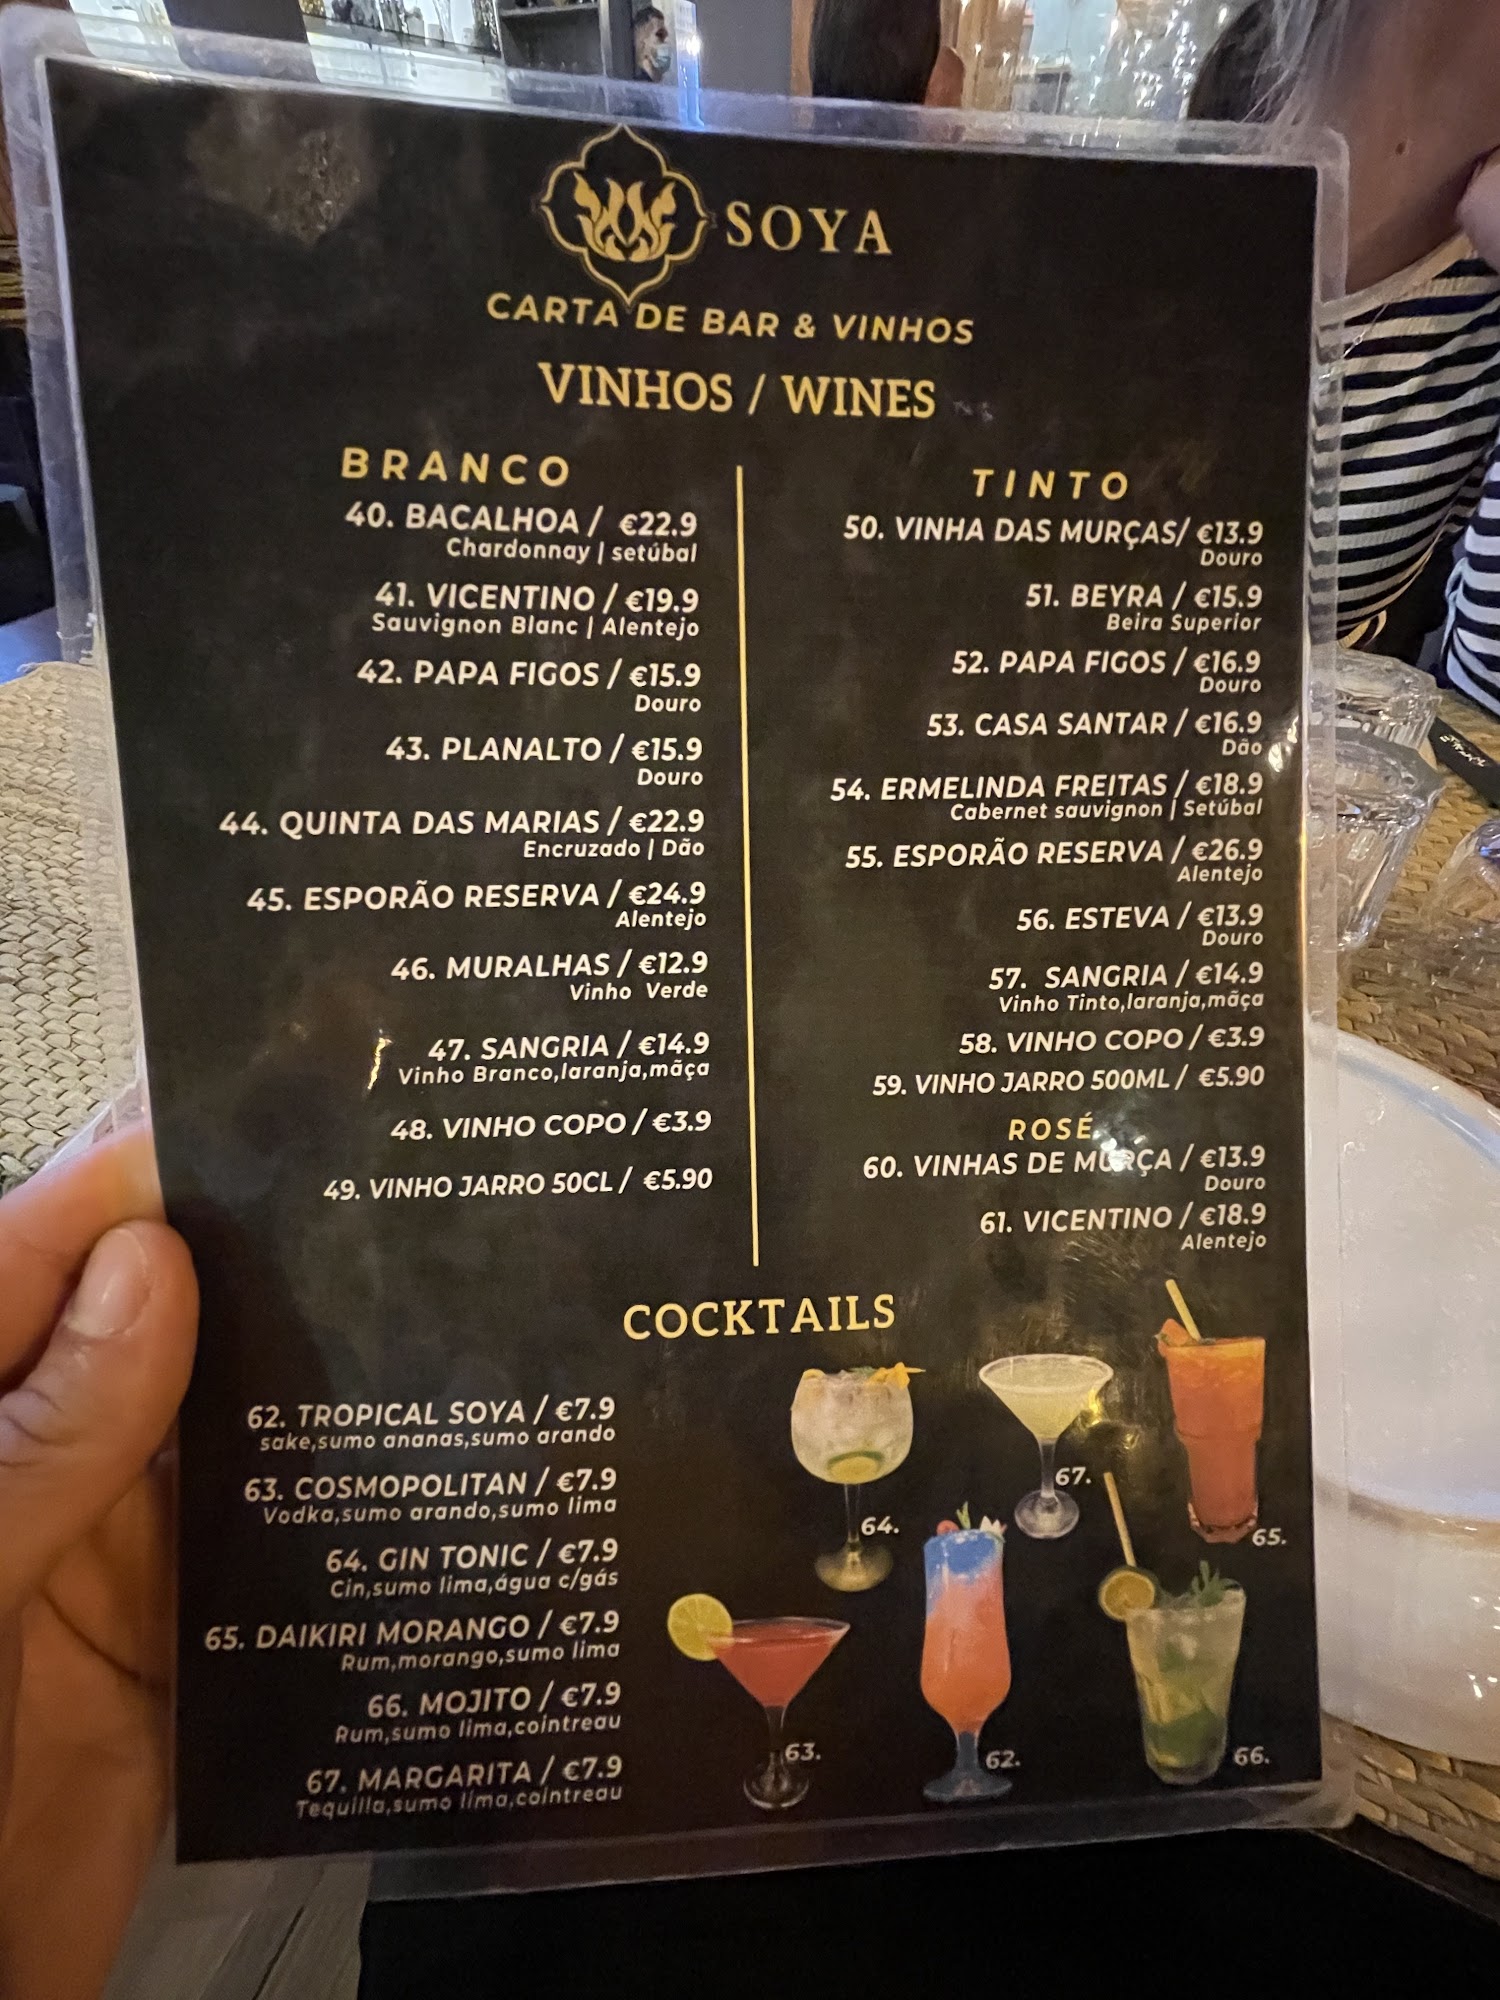 SOYA
CARTA DE BAR & VINHOS
VINHOS / WINES
BRANCO
40. BACALHOA / €22.9
Chardonnay | setúbal
41. VICENTINO / €19.9
Sauvignon Blanc | Alentejo
42. PAPA FIGOS / €15.9
Douro
43. PLANALTO / €15.9
Douro
44. QUINTA DAS MARIAS / €22.9
Encruzado | Dão
45. ESPORÃO RESERVA / €24.9
Alentejo
46. MURALHAS / €12.9
Vinho Verde
47. SANGRIA / €14.9
Vinho Branco,laranja,mãça
48. VINHO COPO / €3.9
49. VINHO JARRO 50CL / €5.90
TINTO
50. VINHA DAS MURÇAS/ €13.9
Douro
51. BEYRA / €15.9
Beira Superior
52. PAPA FIGOS / €16.9
Douro
53. CASA SANTAR / €16.9
Dão
54. ERMELINDA FREITAS / €18.9
Cabernet sauvignon | Setúbal
55. ESPORÃO RESERVA / €26.9
Alentejo
56. ESTEVA / €13.9
Douro
57. SANGRIA / €14.9
Vinho Tinto,laranja,mãça
58. VINHO COPO / €3.9
59. VINHO JARRO 500ML / €5.90
ROSÉ
60. VINHAS DE MURÇA / €13.9
Douro
61. VICENTINO / €18.9
Alentejo
COCKTAILS
62. TROPICAL SOYA / €7.9
sake,sumo ananas,sumo arando
63. COSMOPOLITAN / €7.9
Vodka,sumo arando,sumo lima
64. GIN TONIC / €7.9
Cin,sumo lima,água c/gás
65. DAIKIRI MORANGO / €7.9
Rum,morango,sumo lima
66. MOJITO / €7.9
Rum,sumo lima,cointreau
67. MARGARITA / €7.9
Tequilla,sumo lima,cointreau
64.
67.
65.
63.
62.
66.